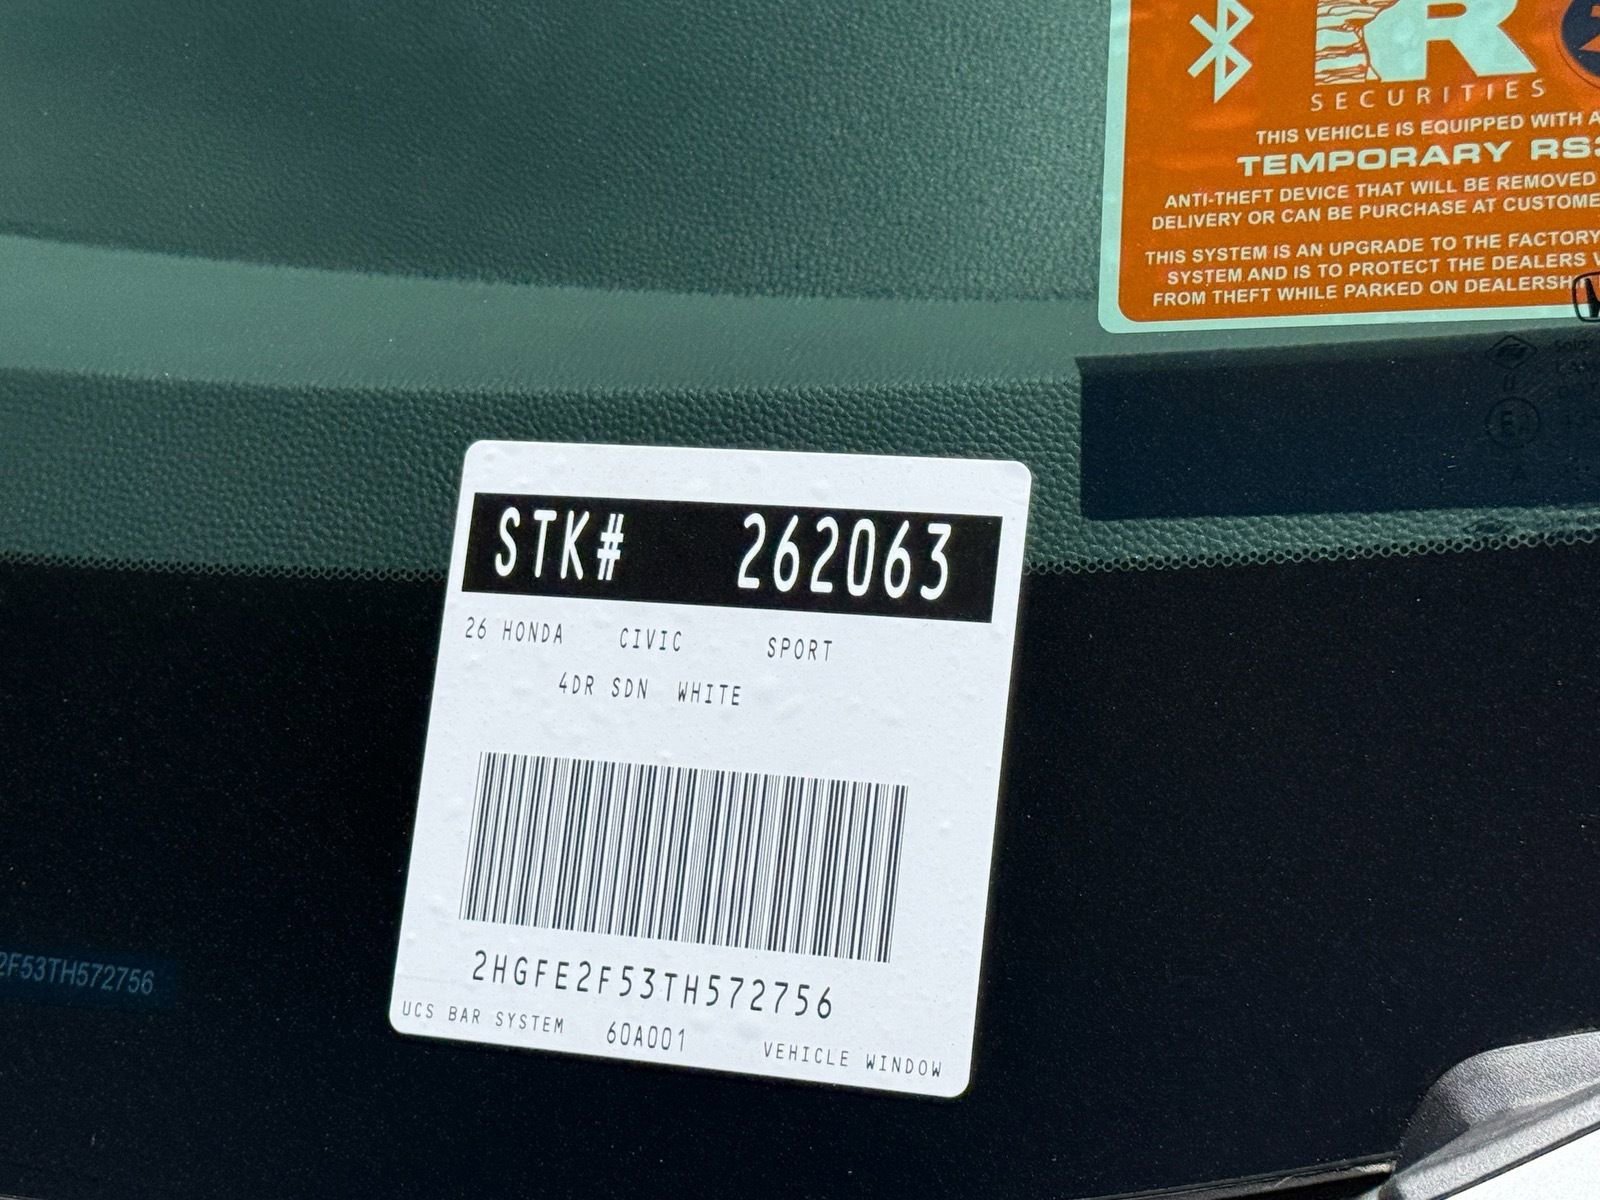 R
SECURITIES
THIS VEHICLE IS EQUIPPED WITH A
TEMPORARY RS3
ANTI-THEFT DEVICE THAT WILL BE REMOVED
DELIVERY OR CAN BE PURCHASE AT CUSTOME
THIS SYSTEM IS AN UPGRADE TO THE FACTORY
SYSTEM AND IS TO PROTECT THE DEALERS V
FROM THEFT WHILE PARKED ON DEALERSH
STK# 262063
26 HONDA CIVIC SPORT
4DR SDN WHITE
2HGFE2F53TH572756
UCS BAR SYSTEM 60A001 VEHICLE WINDOW
2F53TH572756